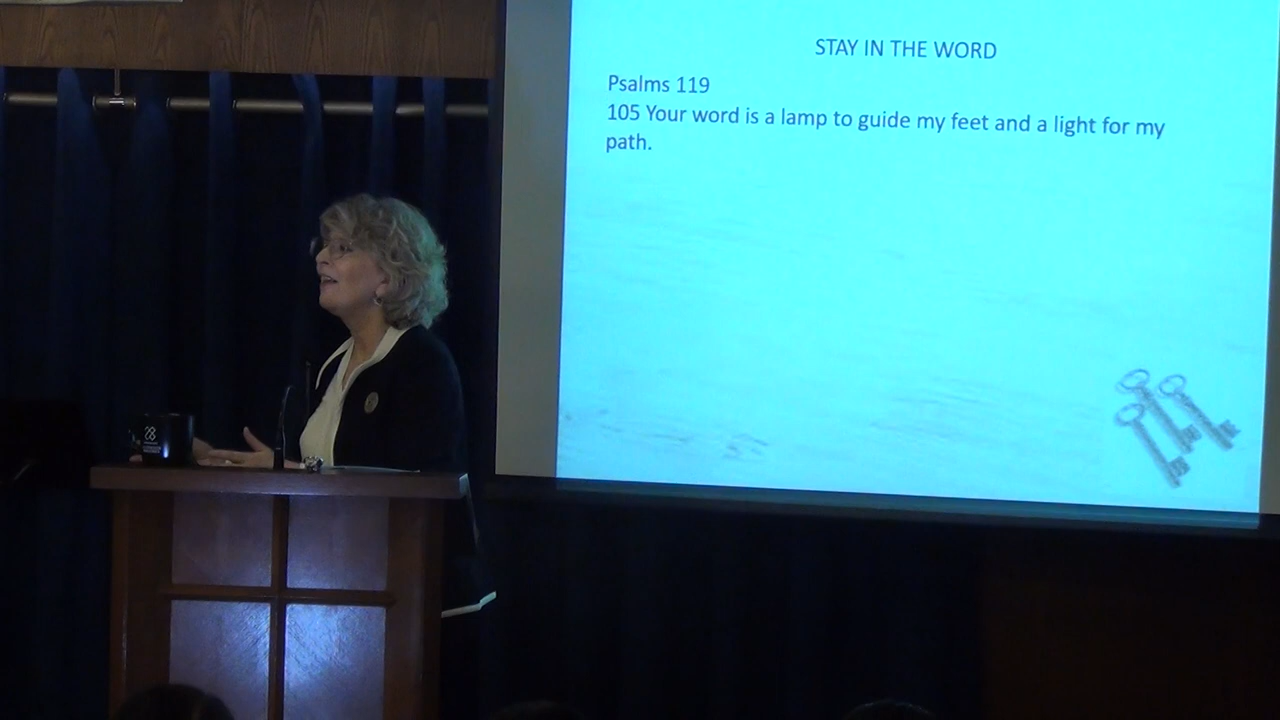 STAY IN THE WORD
Psalms 119
105 Your word is a lamp to guide my feet and a light for my
path.